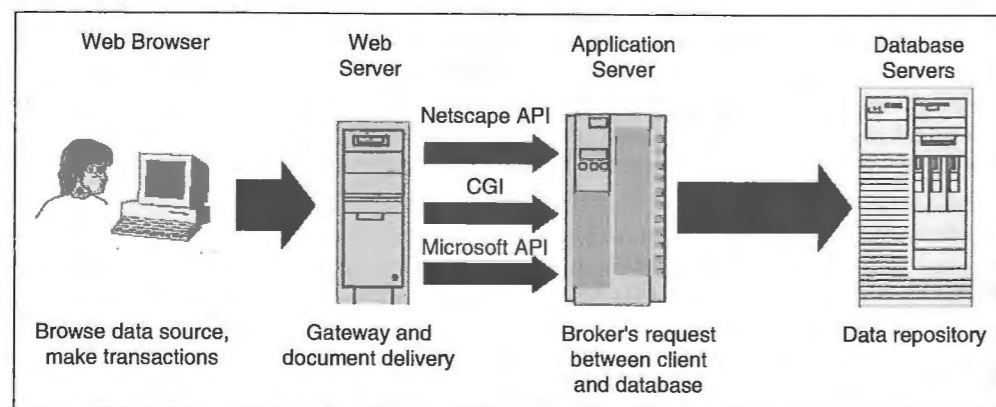 Web Browser
Web
Server
Application
Server
Database
Servers
Netscape API
CGI
Microsoft API
Browse data source,
make transactions
Gateway and
document delivery
Broker's request
between client
and database
Data repository